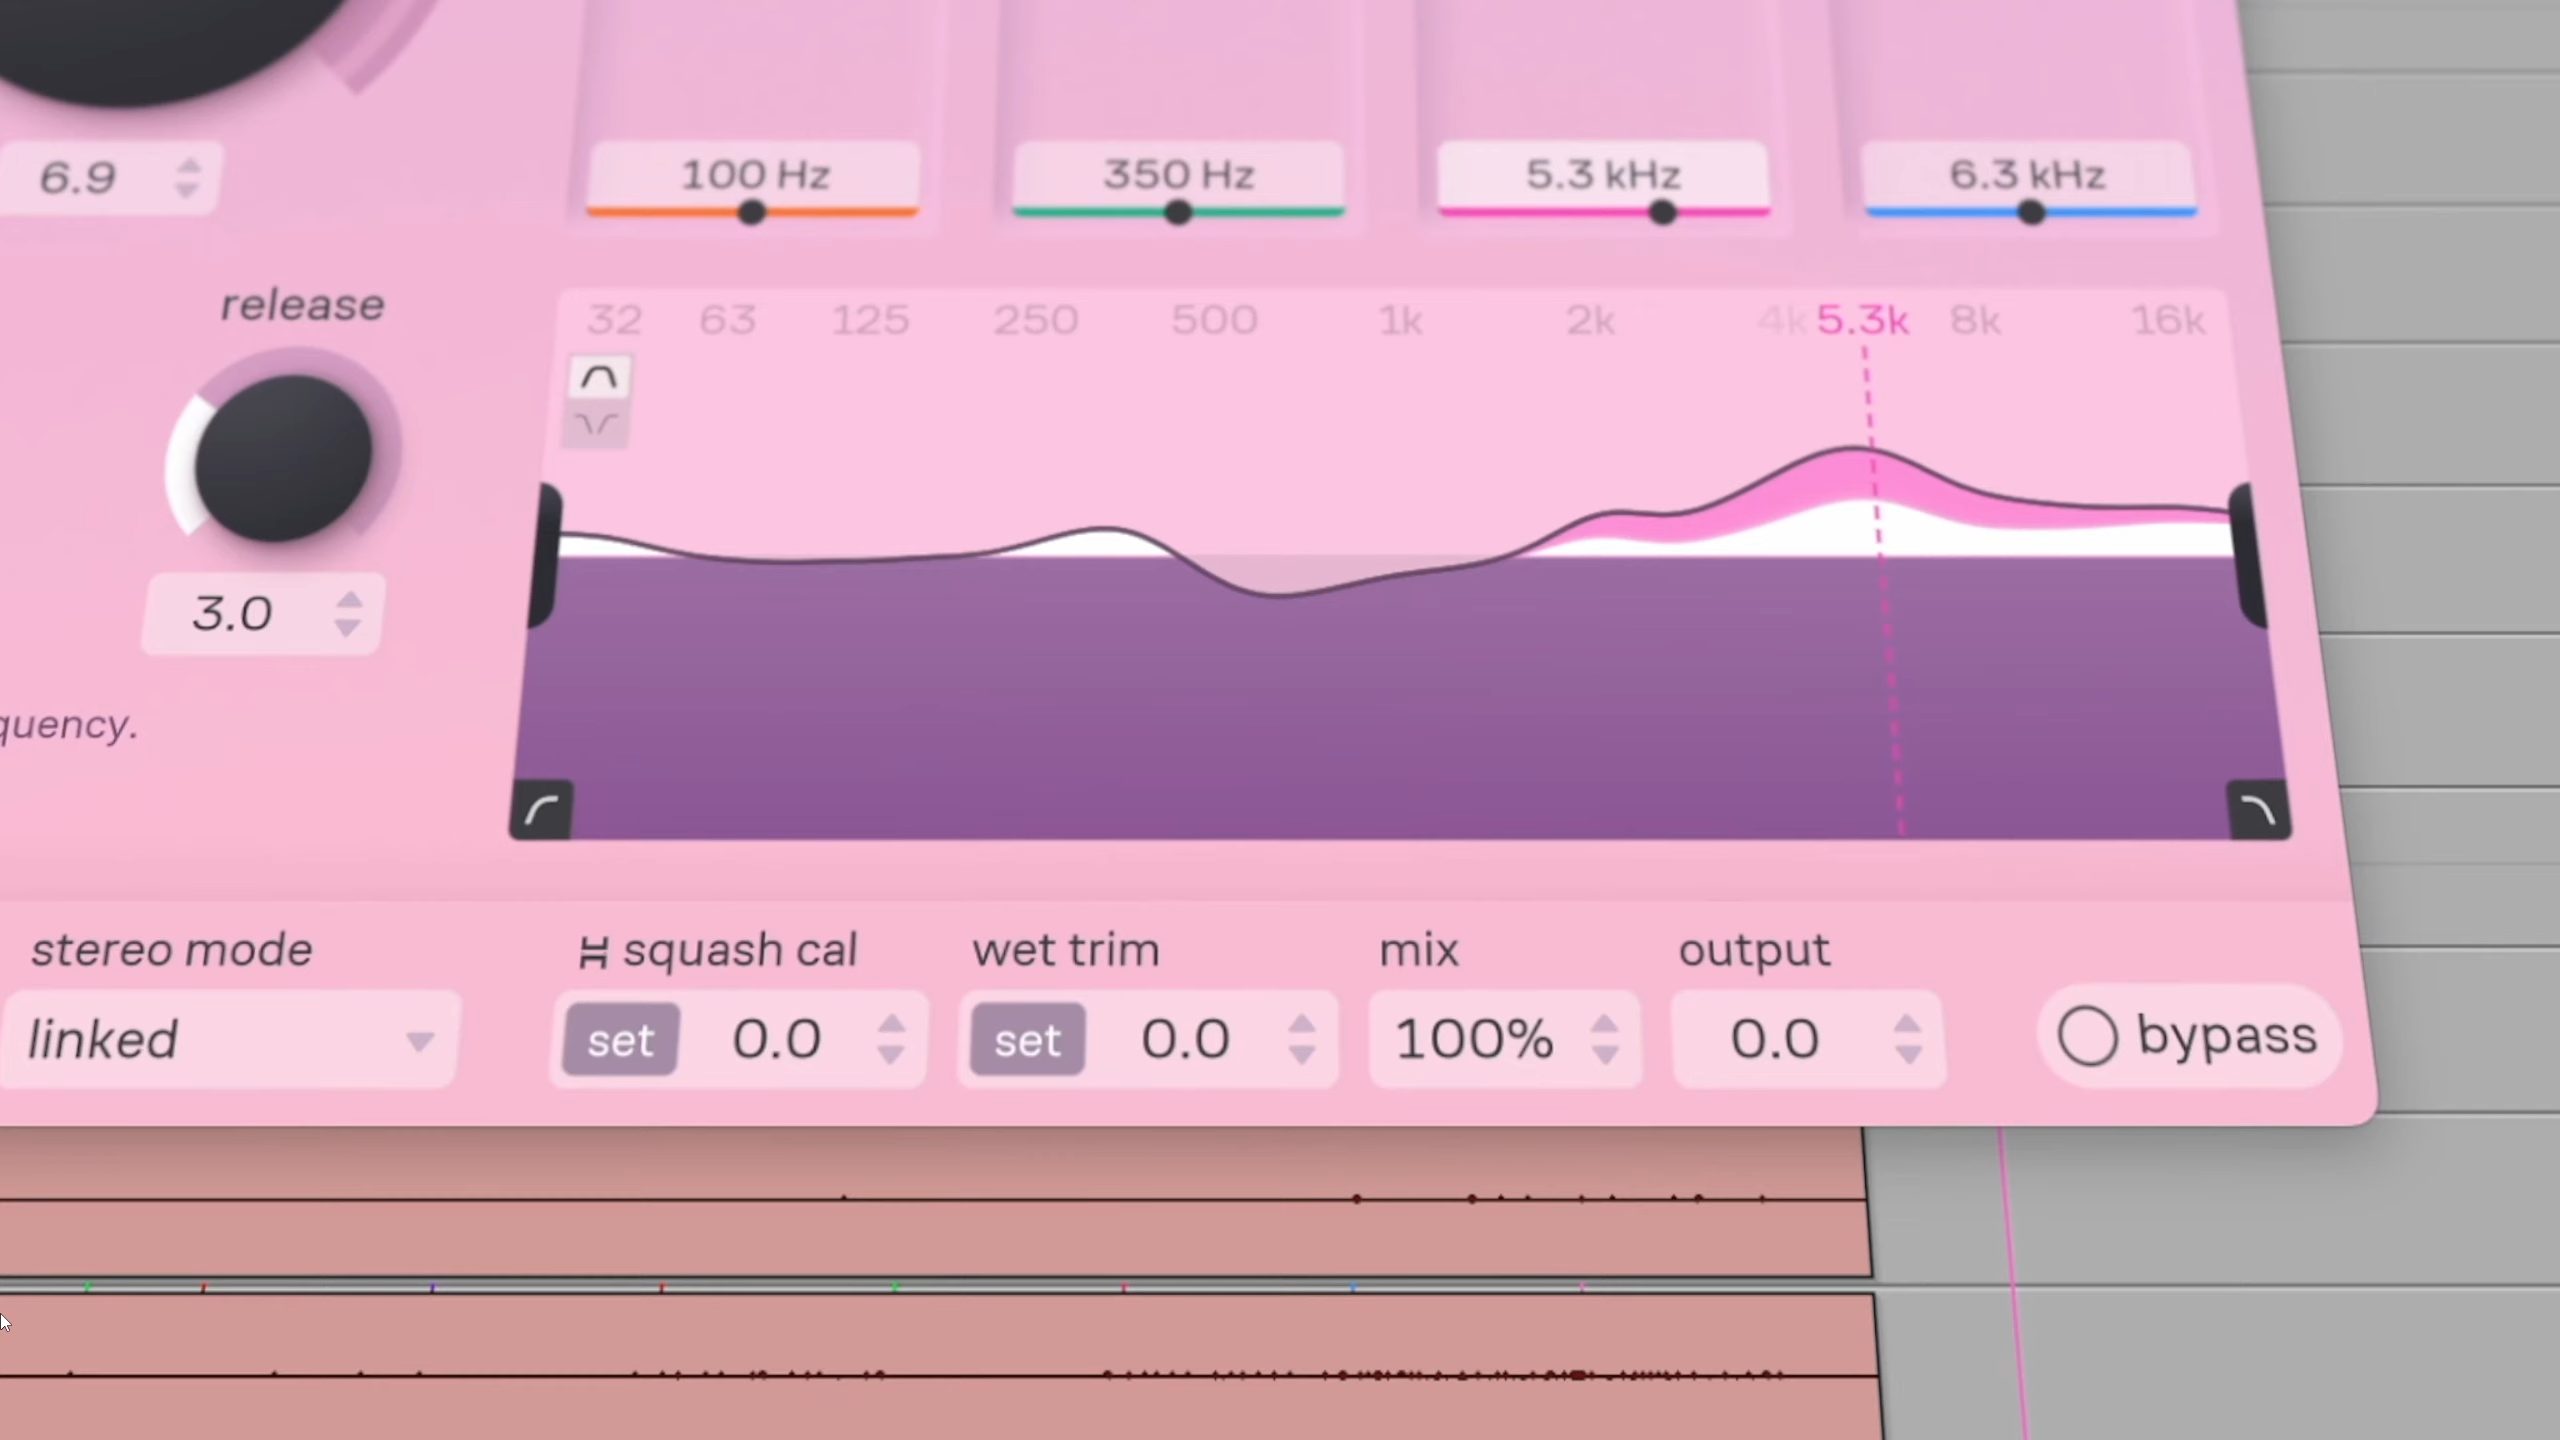 6.9
100 Hz
350 Hz
5.3 kHz
6.3 kHz
release
32 63 125 250 500 1k 2k 4k 5.3k 8k 16k
3.0
quency.
stereo mode
squash cal
wet trim
mix
output
linked
set 0.0
set 0.0
100%
0.0
bypass